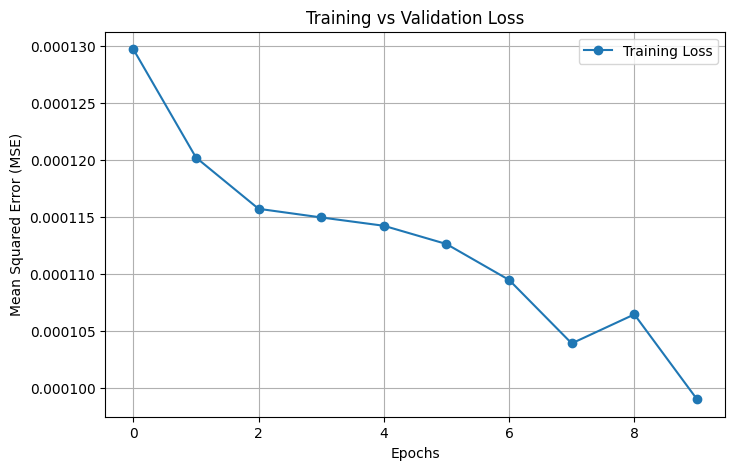 Training vs Validation Loss
Training Loss
Mean Squared Error (MSE)
0.000130
0.000125
0.000120
0.000115
0.000110
0.000105
0.000100
0 2 4 6 8
Epochs